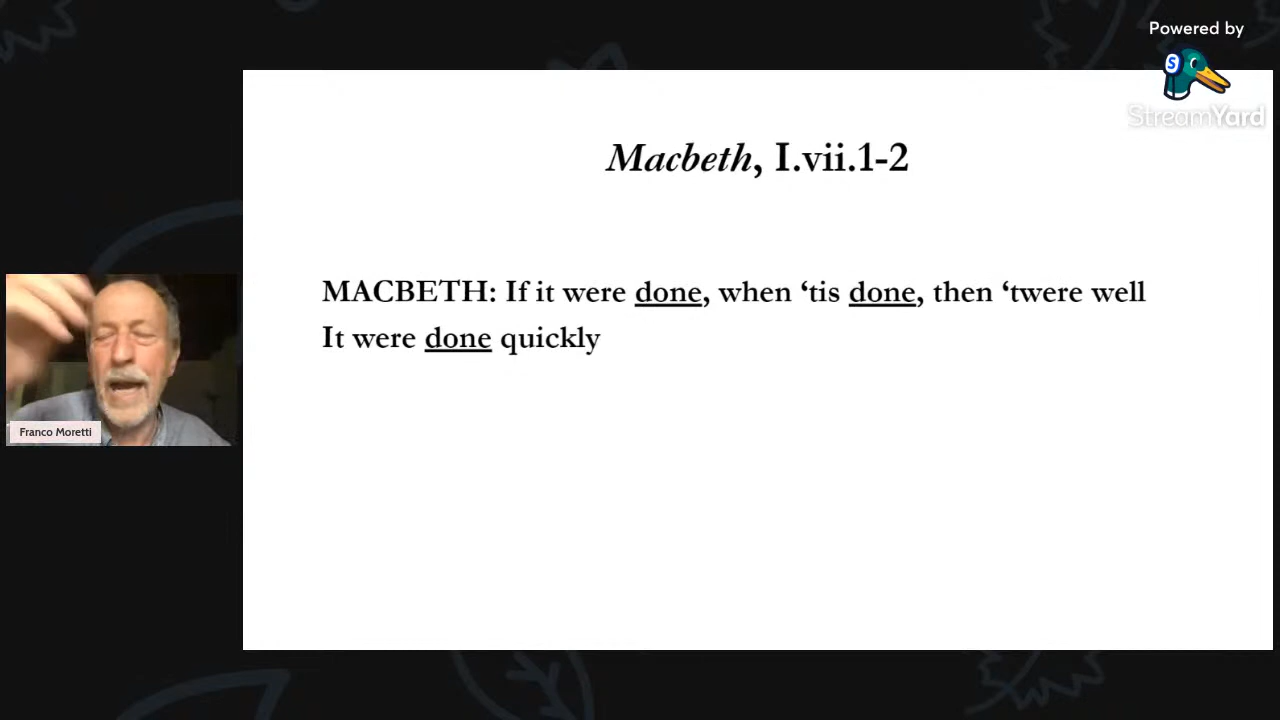 Powered by
S
StreamYard
Macbeth, I.vii.1-2
MACBETH: If it were done, when ‘tis done, then ‘twere well
It were done quickly
Franco Moretti